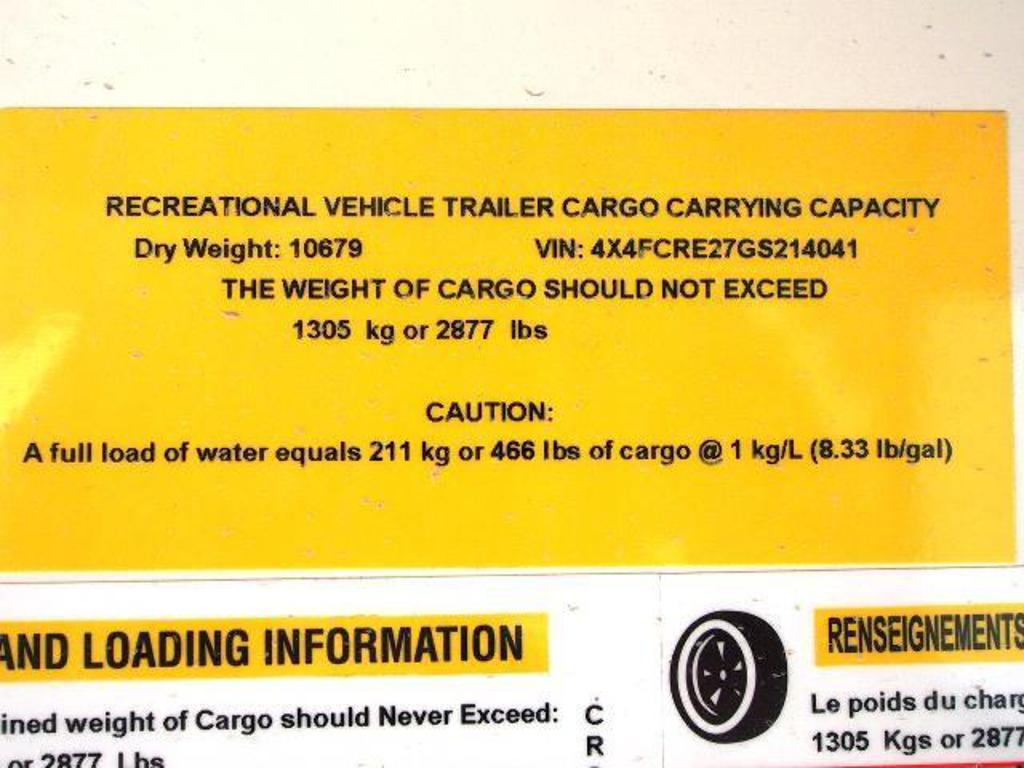 RECREATIONAL VEHICLE TRAILER CARGO CARRYING CAPACITY
Dry Weight: 10679 VIN: 4X4FCRE27GS214041
THE WEIGHT OF CARGO SHOULD NOT EXCEED
1305 kg or 2877 lbs
CAUTION:
A full load of water equals 211 kg or 466 lbs of cargo @ 1 kg/L (8.33 lb/gal)
AND LOADING INFORMATION
ined weight of Cargo should Never Exceed:
or 2877 Lbs
C
R
RENSEIGNEMENTS
Le poids du charg
1305 Kgs or 2877